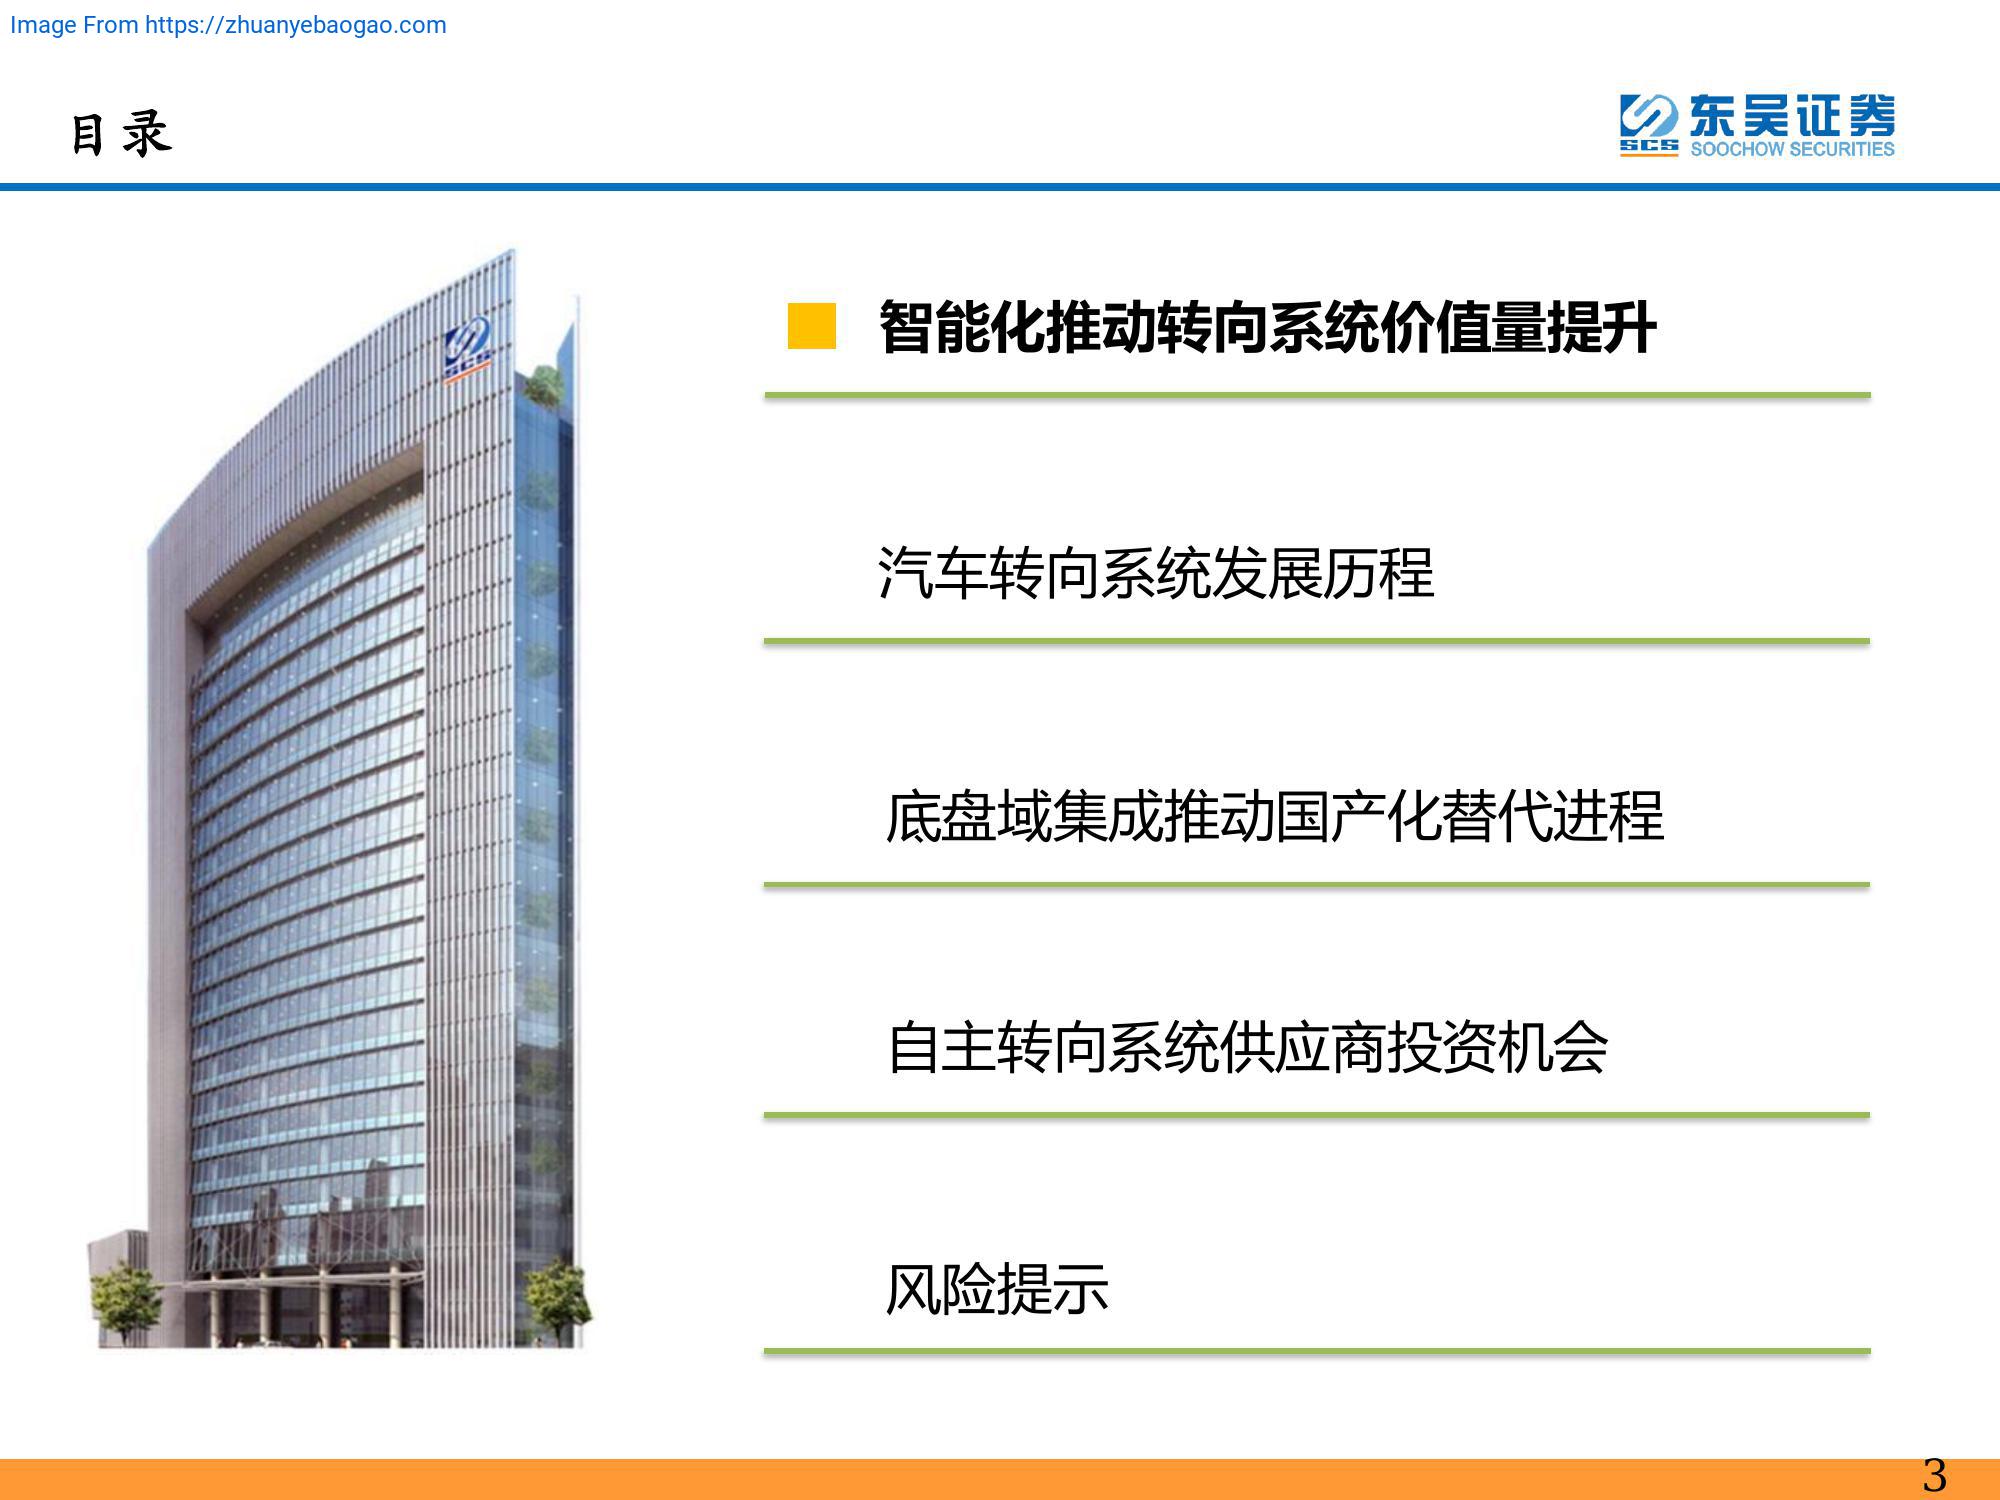 Image From https://zhuanyebaogao.com
目录
SCS
东吴证券
SOOCHOW SECURITIES
SCS
智能化推动转向系统价值量提升
汽车转向系统发展历程
底盘域集成推动国产化替代进程
自主转向系统供应商投资机会
风险提示
3